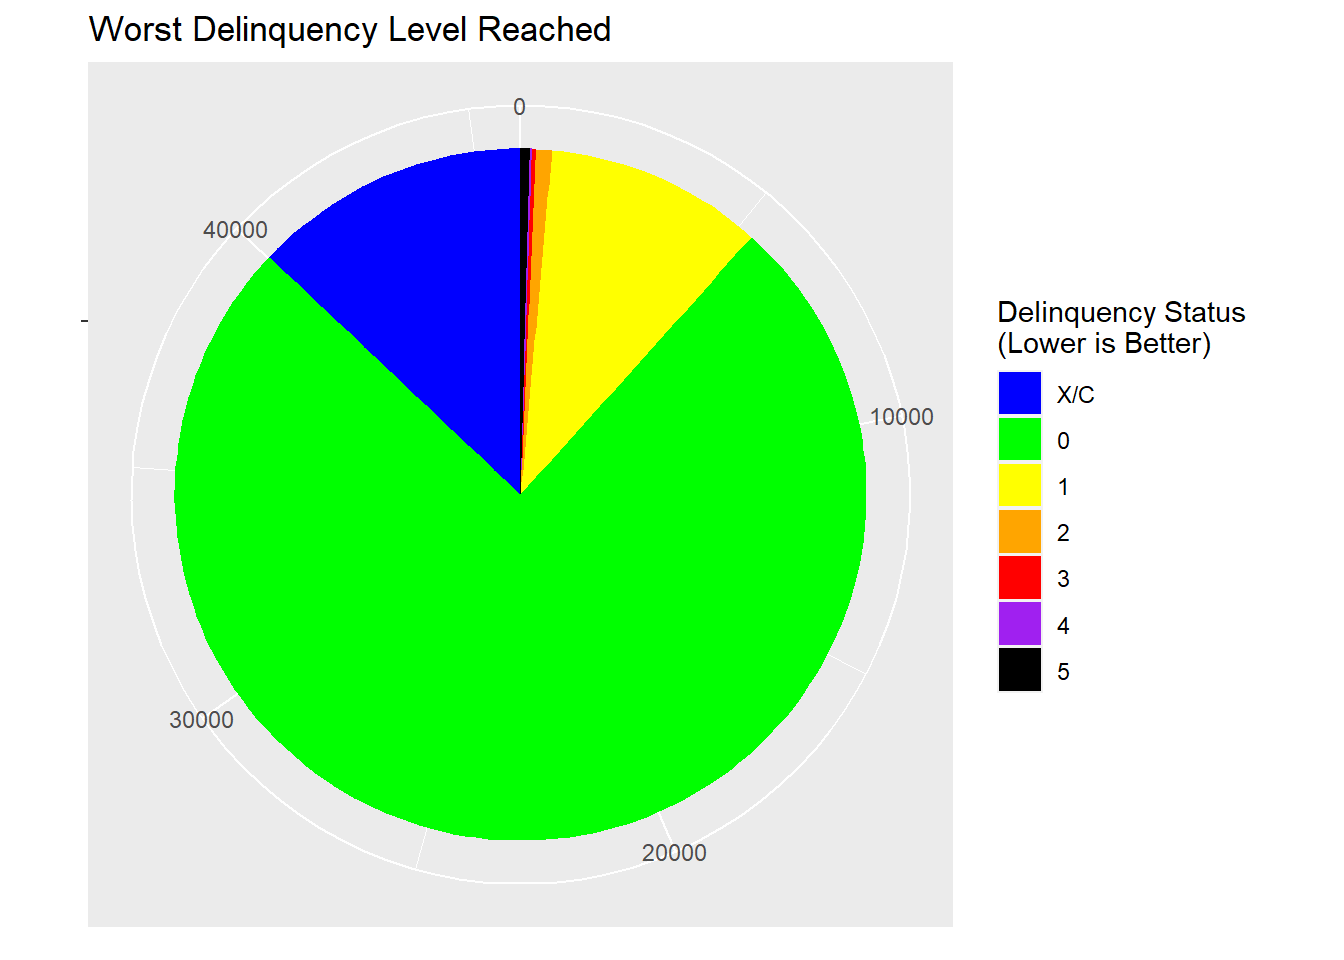 Worst Delinquency Level Reached
0
40000
10000
30000
20000
Delinquency Status
(Lower is Better)
X/C
0
1
2
3
4
5